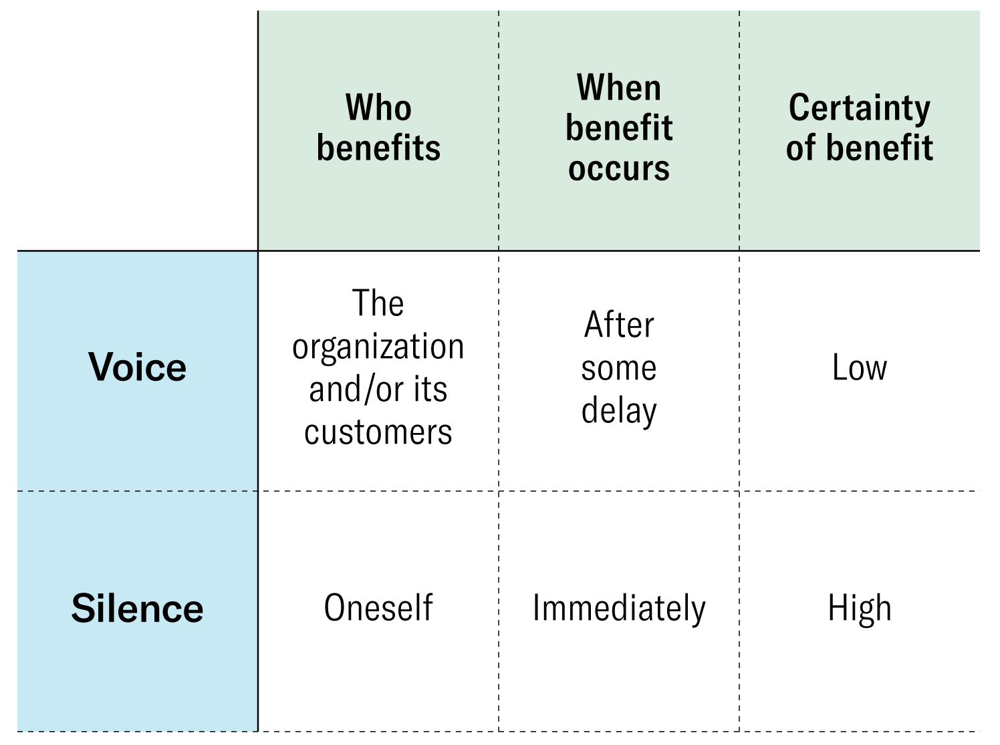 Who
benefits
When
benefit
occurs
Certainty
of benefit
Voice
The
organization
and/or its
customers
After
some
delay
Low
Silence
Oneself
Immediately
High